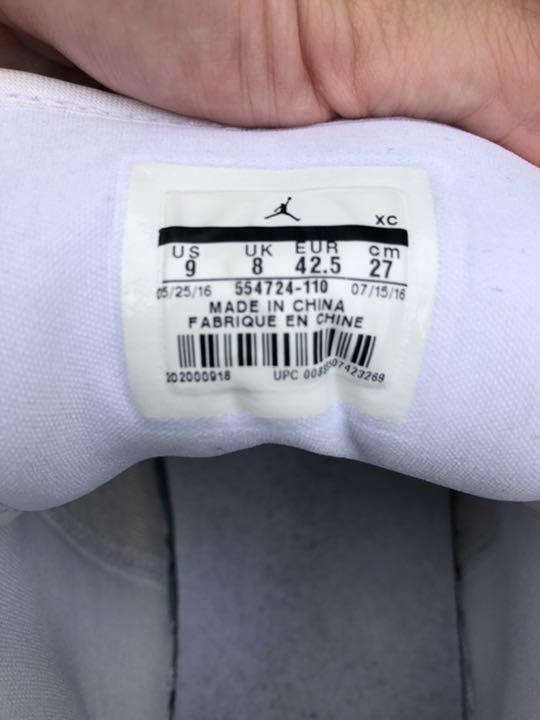 XC
US UK EUR cm
9 8 42.5 27
05/25/16 554724-110 07/15/16
MADE IN CHINA
FABRIQUE EN CHINE
202000918 UPC